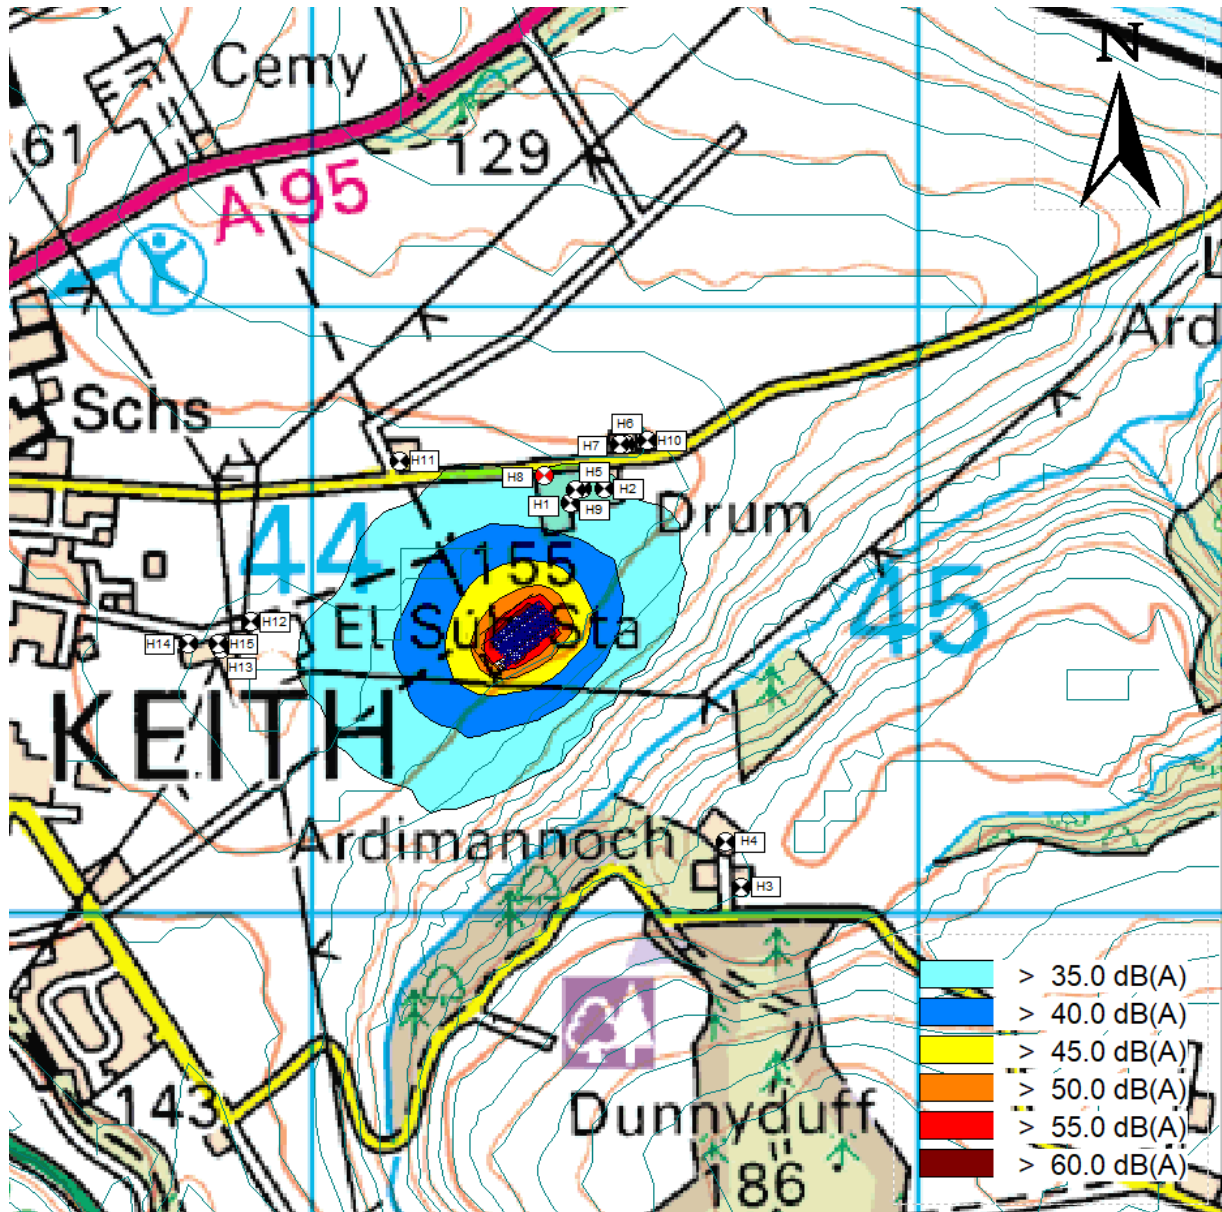 N
Cemy
61
129
A 95
L
Ard
Schs
H6
H7
H10
H11
H8
H5
H2
H1
H9
Drum
44
155
45
El Sub Sta
H12
H14
H15
H13
KEITH
Ardimannoch
H4
H3
> 35.0 dB(A)
> 40.0 dB(A)
> 45.0 dB(A)
> 50.0 dB(A)
> 55.0 dB(A)
> 60.0 dB(A)
143
Dunnyduff
186